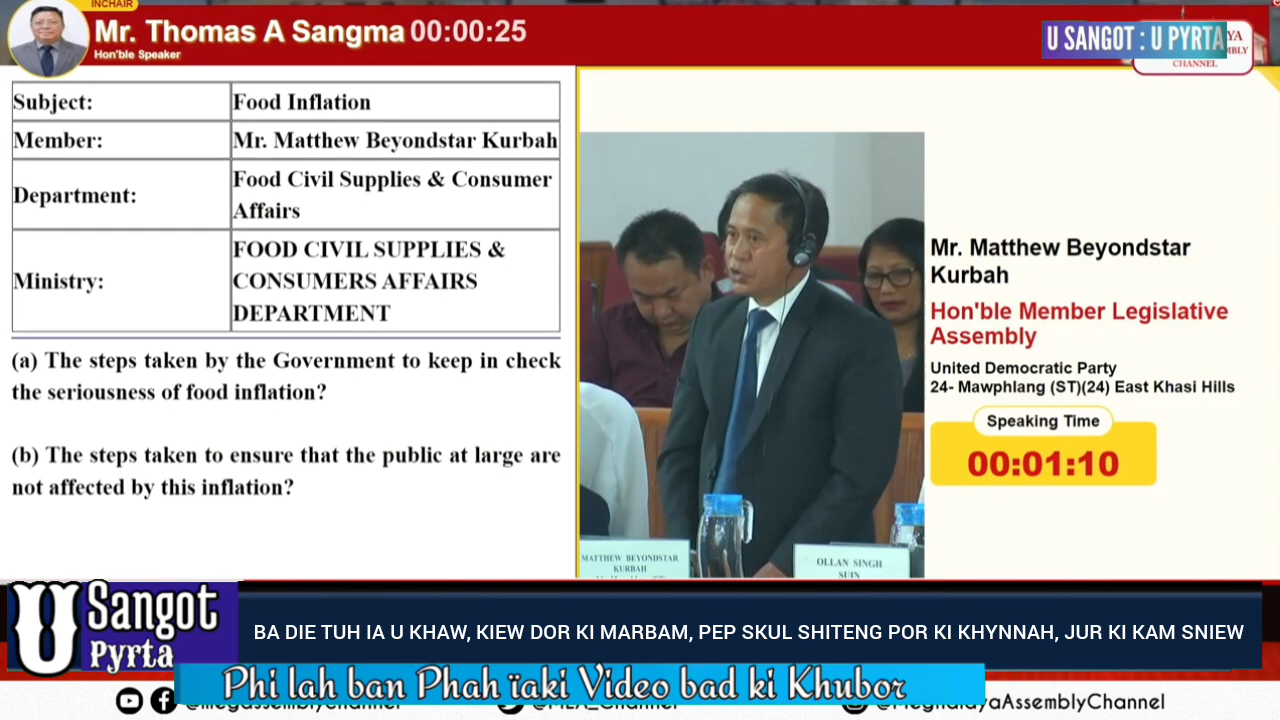 INCHAIR
Mr. Thomas A Sangma 00:00:25
Hon'ble Speaker
U SANGOT : U PYRTA
CHANNEL
Subject: Food Inflation
Member: Mr. Matthew Beyondstar Kurbah
Department: Food Civil Supplies & Consumer
Affairs
Ministry: FOOD CIVIL SUPPLIES &
CONSUMERS AFFAIRS
DEPARTMENT
(a) The steps taken by the Government to keep in check
the seriousness of food inflation?
(b) The steps taken to ensure that the public at large are
not affected by this inflation?
Mr. Matthew Beyondstar
Kurbah
Hon'ble Member Legislative
Assembly
United Democratic Party
24- Mawphlang (ST)(24) East Khasi Hills
Speaking Time
00:01:10
MATTHEW BEYONDSTAR
KURBAH
OLLAN SINGH
SUIN
U Sangot
Pyrta
BA DIE TUH IA U KHAW, KIEW DOR KI MARBAM, PEP SKUL SHITENG POR KI KHYNNAH, JUR KI KAM SNIEW
Phi lah ban Phah ïaki Video bad ki Khubor